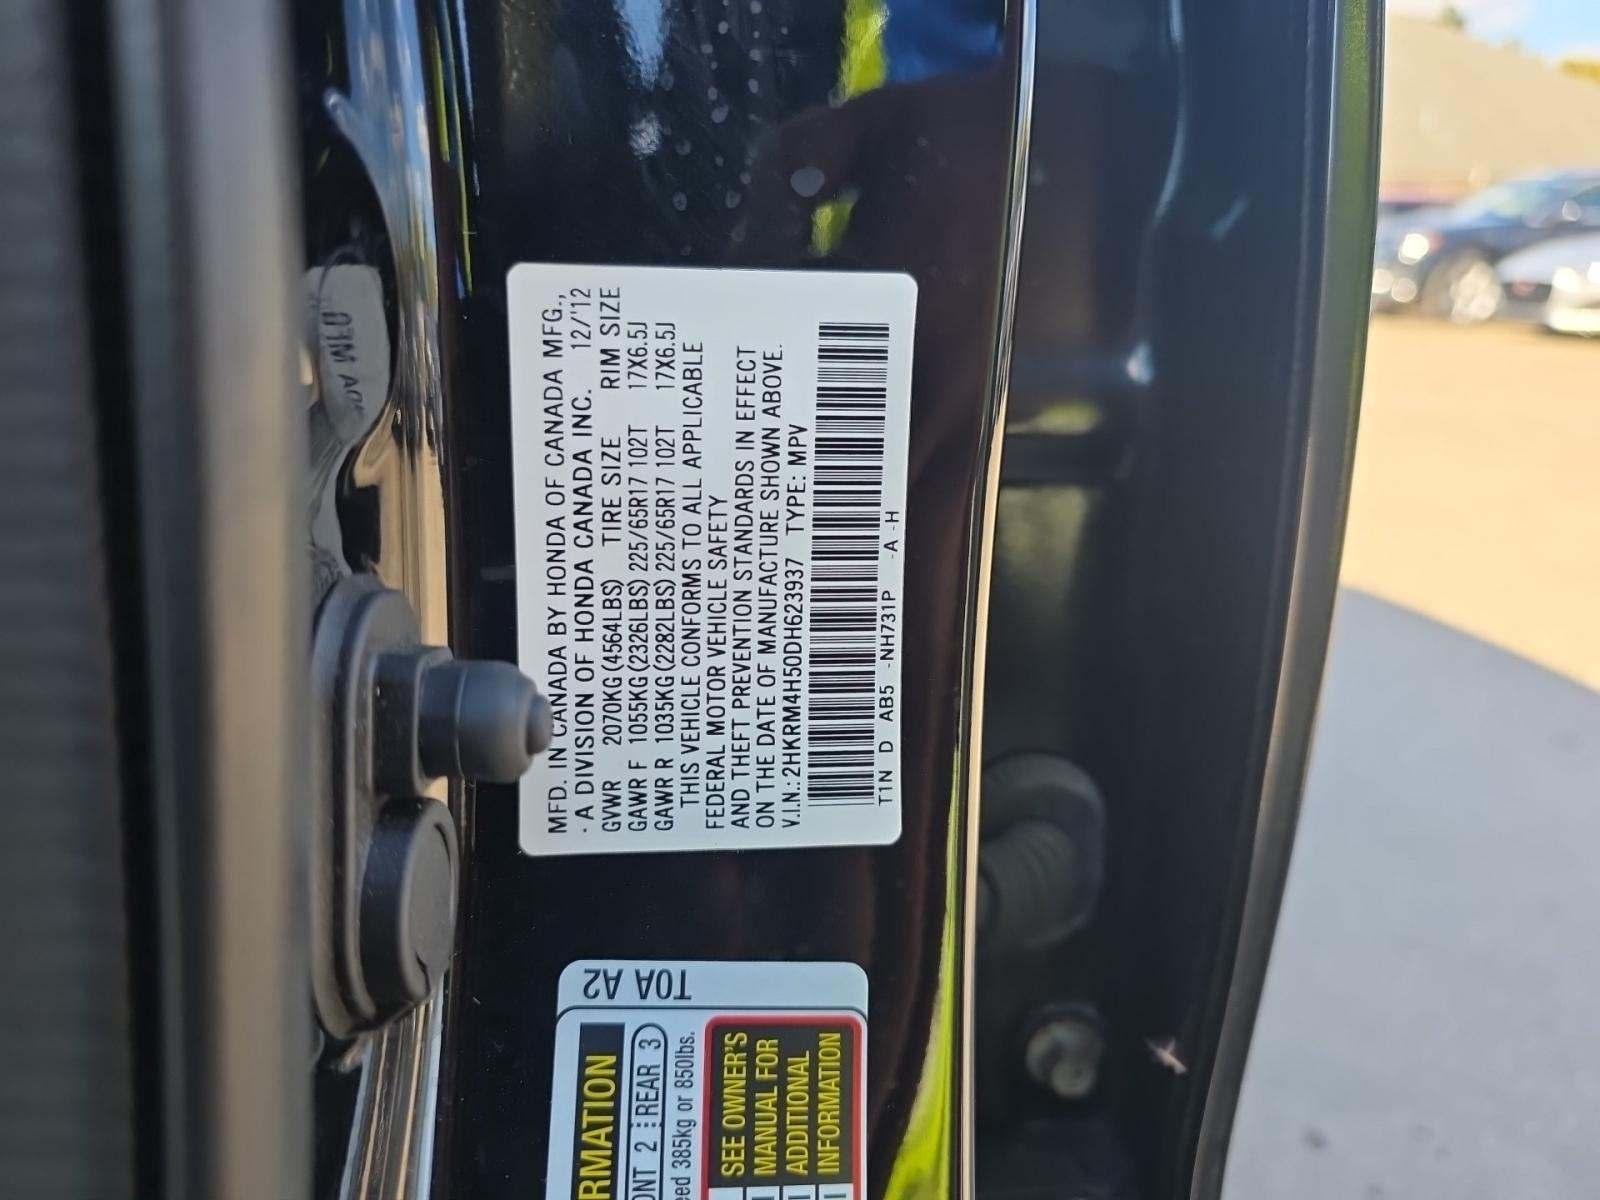 MFD. IN CANADA BY HONDA OF CANADA MFG.,
A DIVISION OF HONDA CANADA INC. 12/'12
GVWR 2070KG(4564LBS) TIRE SIZE RIM SIZE
GAWR F 1055KG(2326LBS) 225/65R17 102T 17X6.5J
GAWR R 1035KG(2282LBS) 225/65R17 102T 17X6.5J
THIS VEHICLE CONFORMS TO ALL APPLICABLE
FEDERAL MOTOR VEHICLE SAFETY
AND THEFT PREVENTION STANDARDS IN EFFECT
ON THE DATE OF MANUFACTURE SHOWN ABOVE.
V.I.N.: 2HKRM4H50DH623937 TYPE: MPV
T1N D AB5 -NH731P -A -H
T0A A2
RMATION
ONT 2 REAR 3
eed 385kg or 850lbs.
SEE OWNER'S
MANUAL FOR
ADDITIONAL
INFORMATION